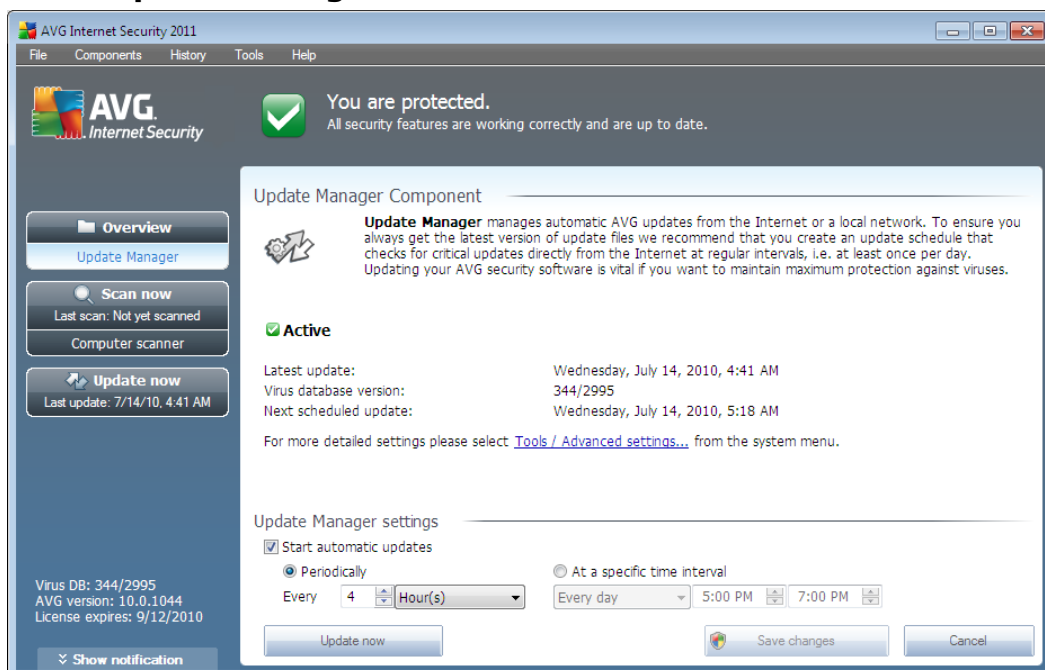 AVG Internet Security 2011
File Components History Tools Help
AVG.
Internet Security
You are protected.
All security features are working correctly and are up to date.
Overview
Update Manager
Scan now
Last scan: Not yet scanned
Computer scanner
Update now
Last update: 7/14/10, 4:41 AM
Virus DB: 344/2995
AVG version: 10.0.1044
License expires: 9/12/2010
Show notification
Update Manager Component
Update Manager manages automatic AVG updates from the Internet or a local network. To ensure you
always get the latest version of update files we recommend that you create an update schedule that
checks for critical updates directly from the Internet at regular intervals, i.e. at least once per day.
Updating your AVG security software is vital if you want to maintain maximum protection against viruses.
Active
Latest update: Wednesday, July 14, 2010, 4:41 AM
Virus database version: 344/2995
Next scheduled update: Wednesday, July 14, 2010, 5:18 AM
For more detailed settings please select Tools / Advanced settings... from the system menu.
Update Manager settings
Start automatic updates
Periodically At a specific time interval
Every 4 Hour(s) Every day 5:00 PM 7:00 PM
Update now Save changes Cancel